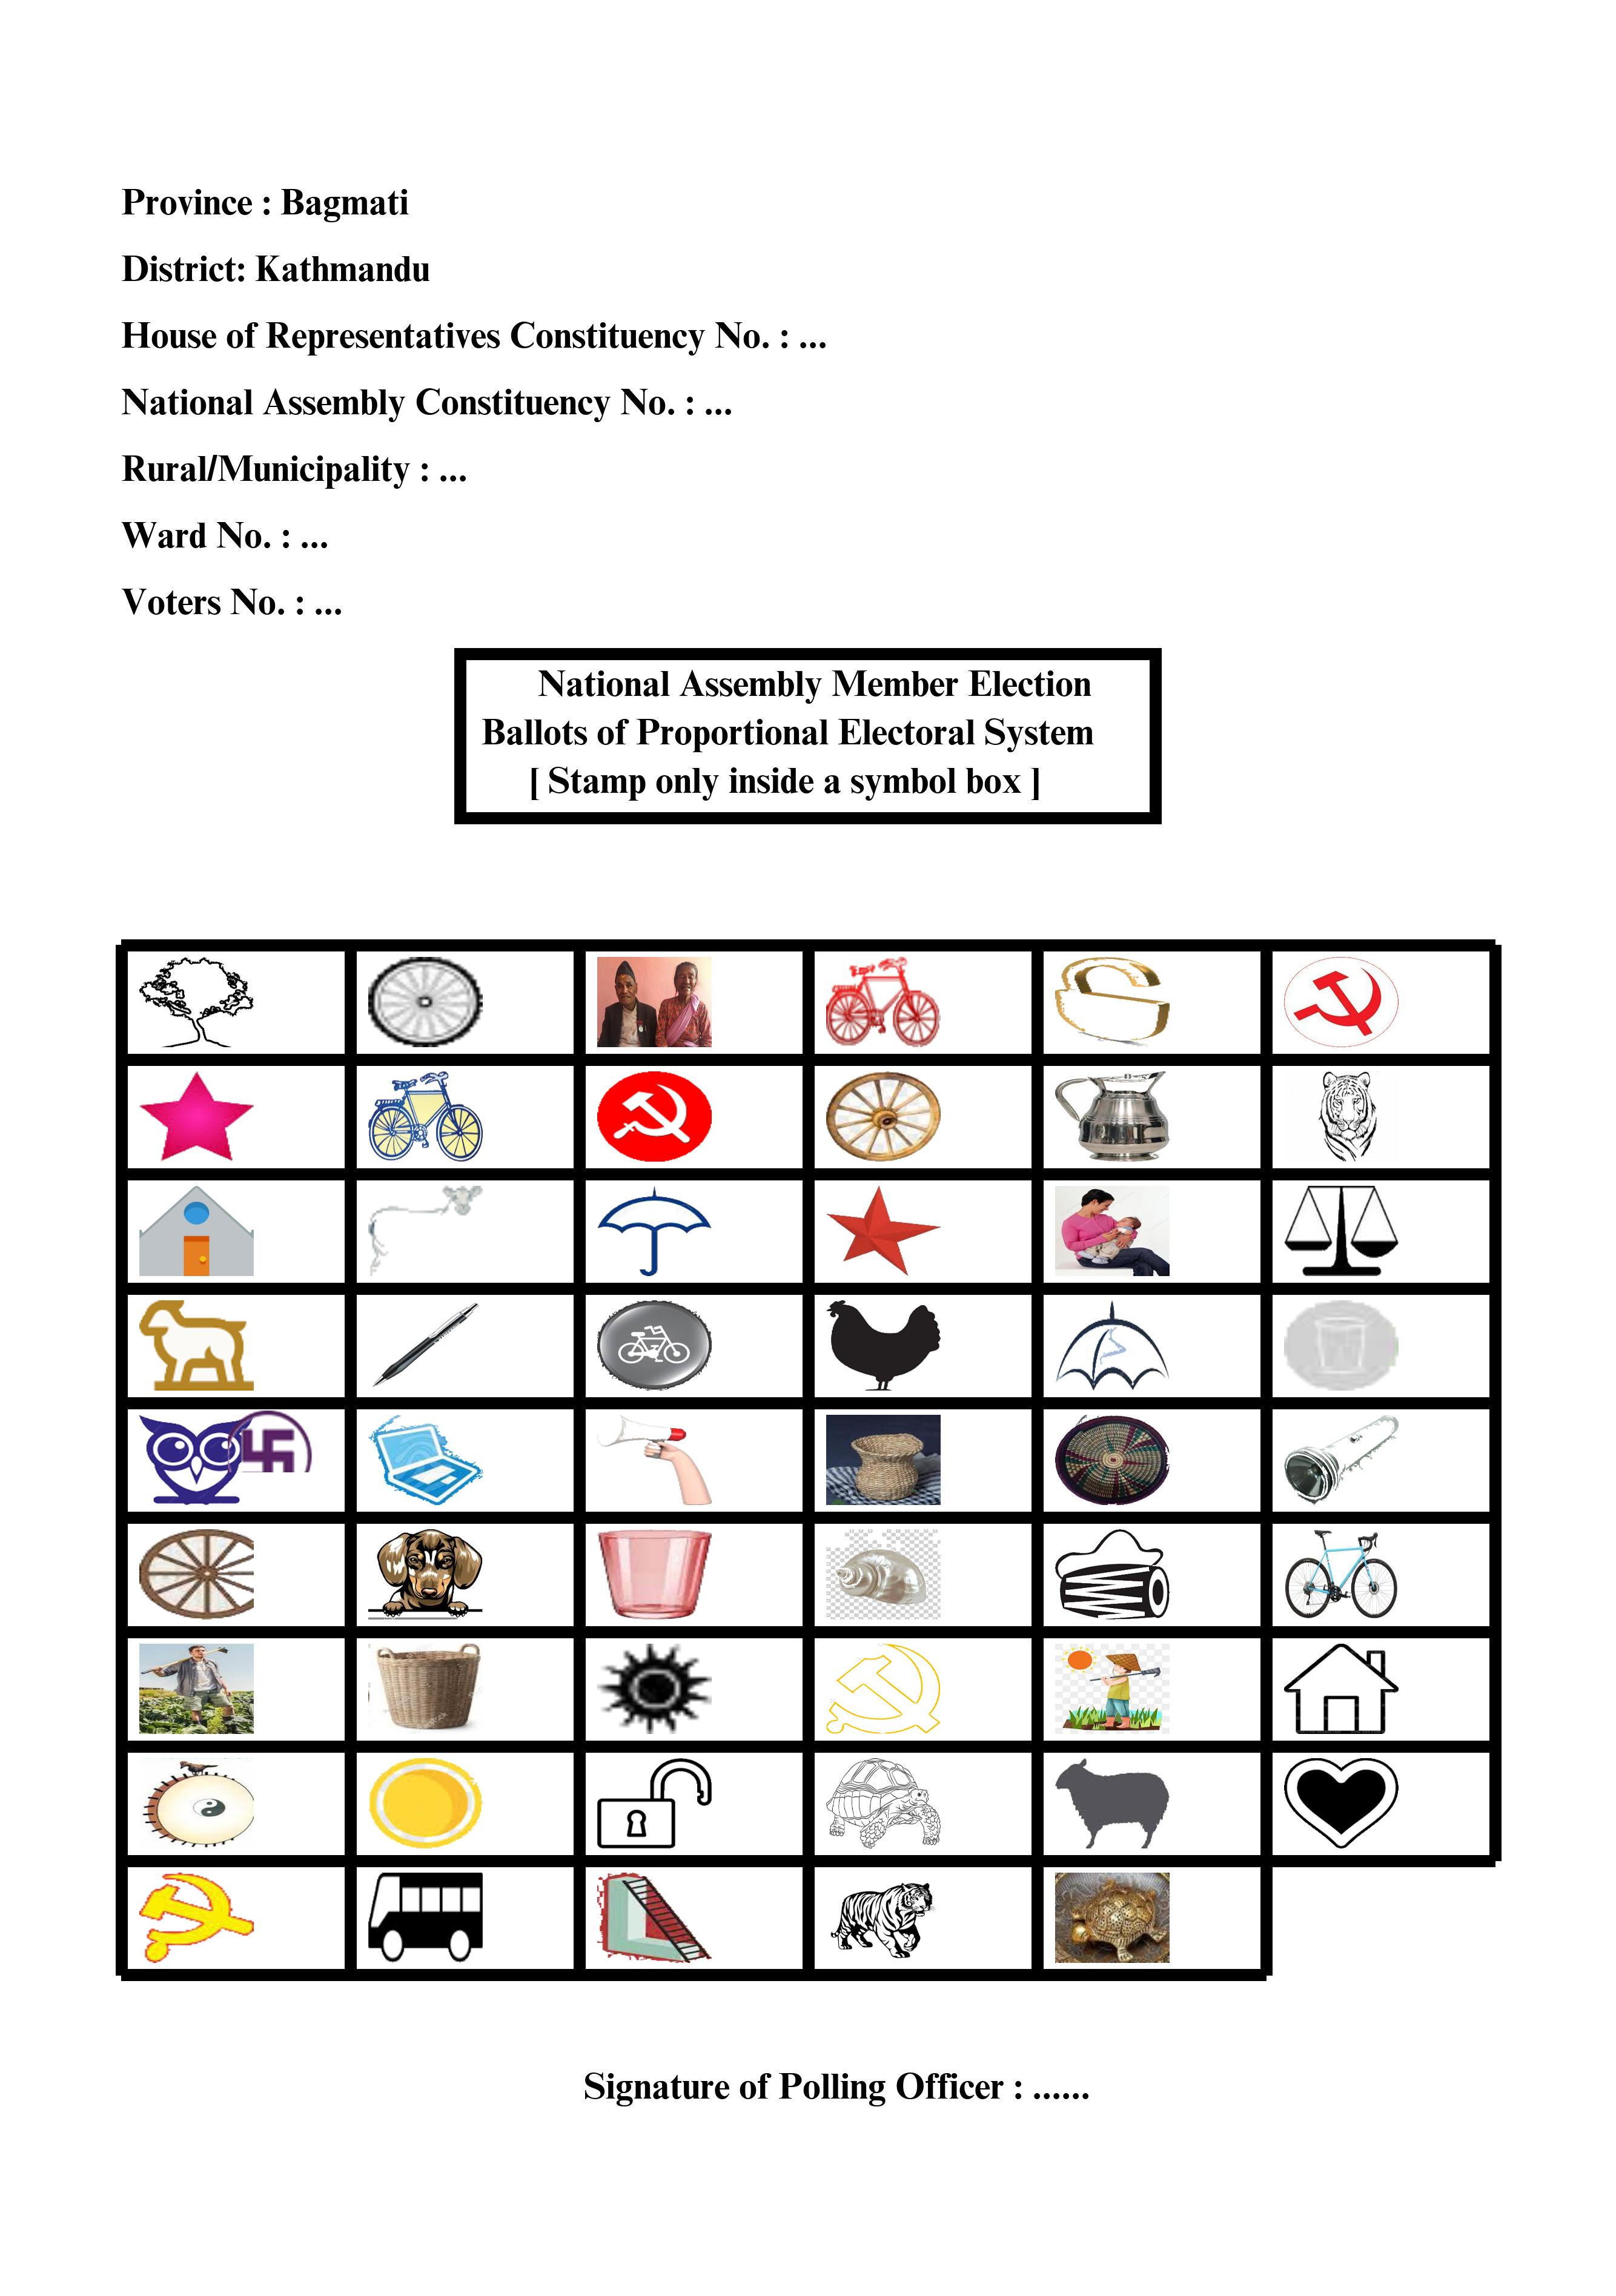 Province : Bagmati
District: Kathmandu
House of Representatives Constituency No. : ...
National Assembly Constituency No. : ...
Rural/Municipality : ...
Ward No. : ...
Voters No. : ...
National Assembly Member Election
Ballots of Proportional Electoral System
[ Stamp only inside a symbol box ]
Signature of Polling Officer : ......